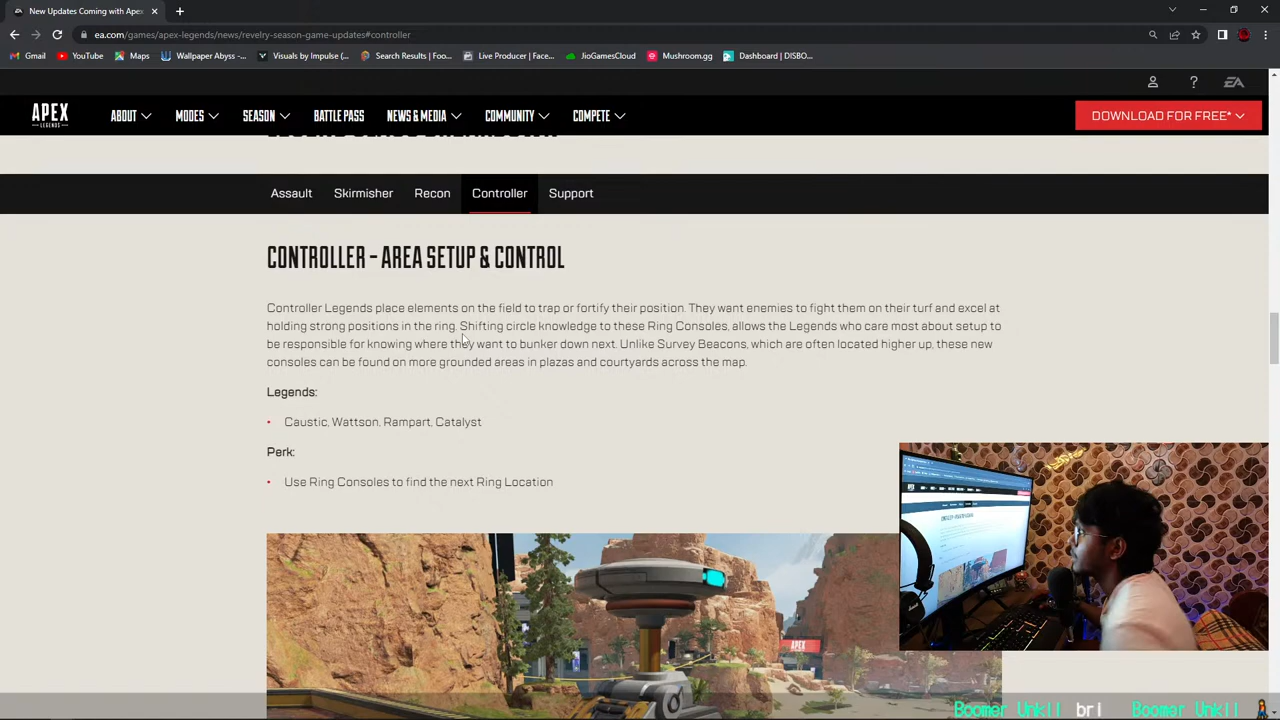 New Updates Coming with Apex
ea.com/games/apex-legends/news/revelry-season-game-updates#controller
Gmail YouTube Maps Wallpaper Abyss -... Visuals by Impulse (... Search Results | Foo... Live Producer | Face... JioGamesCloud Mushroom.gg Dashboard | DISBO...
EA
APEX
LEGENDS
ABOUT MODES SEASON BATTLE PASS NEWS & MEDIA COMMUNITY COMPETE DOWNLOAD FOR FREE*
Assault Skirmisher Recon Controller Support
CONTROLLER – AREA SETUP & CONTROL
Controller Legends place elements on the field to trap or fortify their position. They want enemies to fight them on their turf and excel at
holding strong positions in the ring. Shifting circle knowledge to these Ring Consoles, allows the Legends who care most about setup to
be responsible for knowing where they want to bunker down next. Unlike Survey Beacons, which are often located higher up, these new
consoles can be found on more grounded areas in plazas and courtyards across the map.
Legends:
• Caustic, Wattson, Rampart, Catalyst
Perk:
• Use Ring Consoles to find the next Ring Location
APEX
Boomer Unkil bri Boomer Unkil